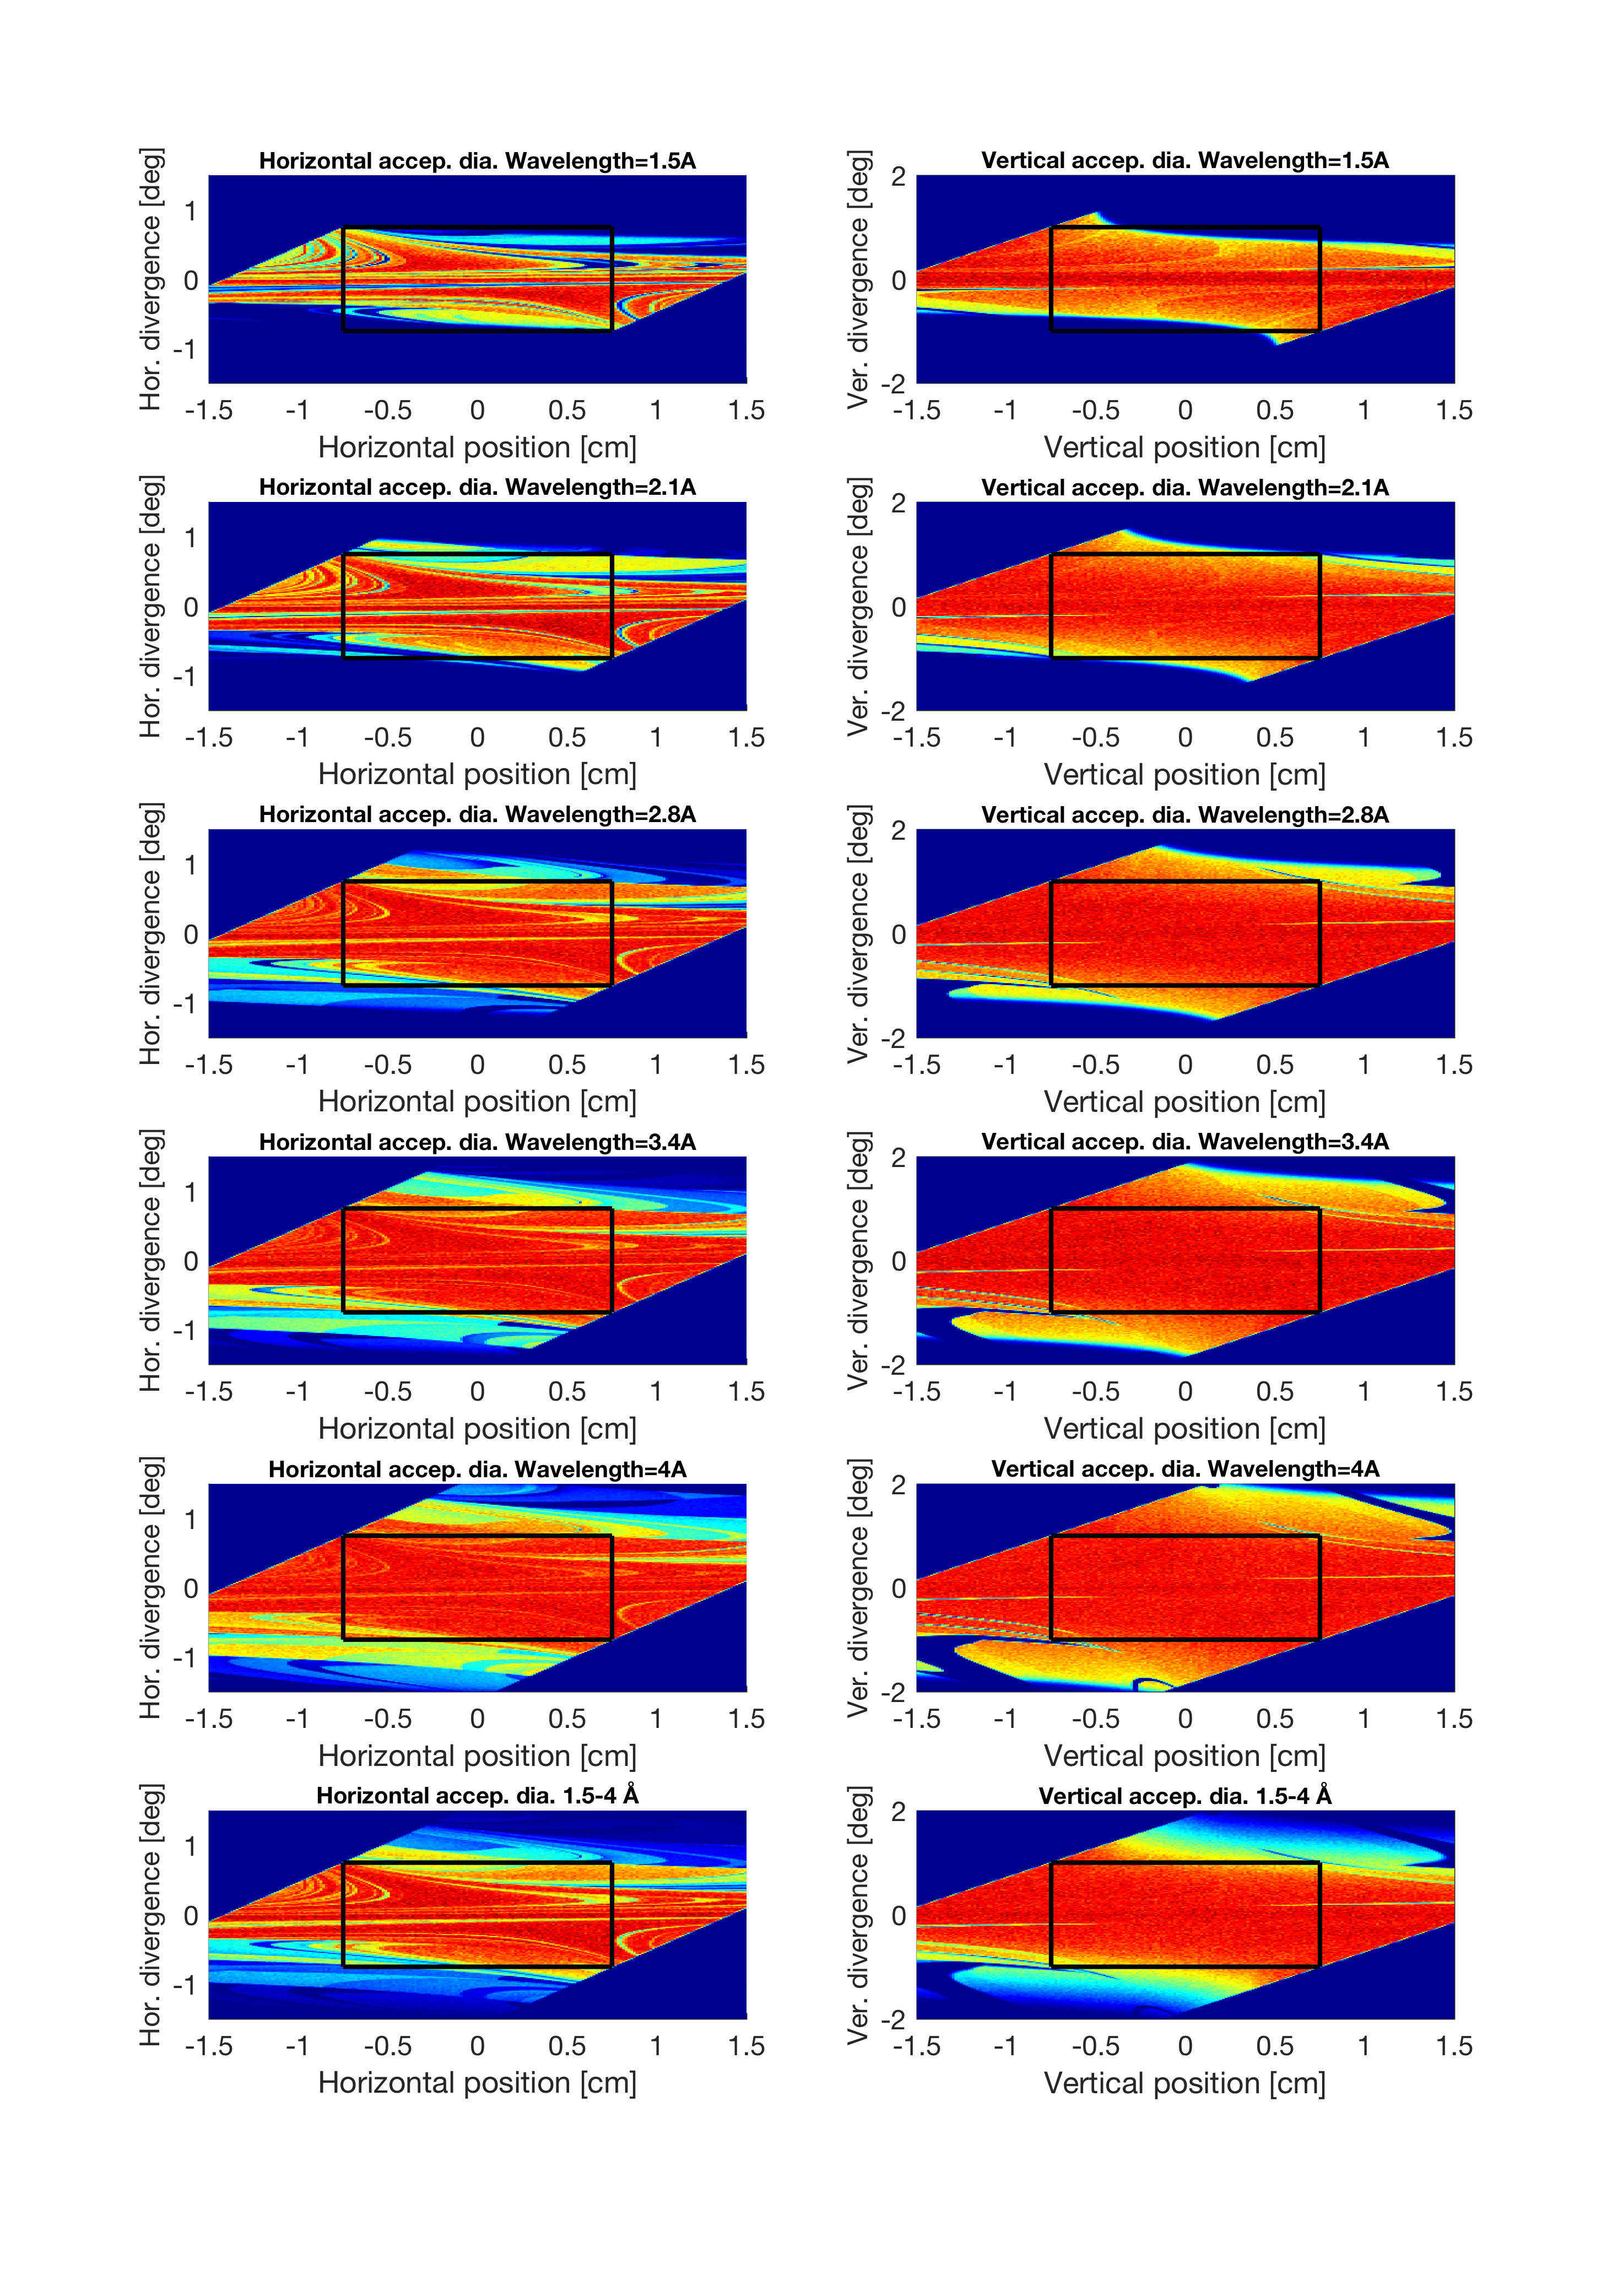 Horizontal accep. dia. Wavelength=1.5A
Hor. divergence [deg]
1
0
-1
-1.5 -1 -0.5 0 0.5 1 1.5
Horizontal position [cm]
Vertical accep. dia. Wavelength=1.5A
Ver. divergence [deg]
2
0
-2
-1.5 -1 -0.5 0 0.5 1 1.5
Vertical position [cm]
Horizontal accep. dia. Wavelength=2.1A
Hor. divergence [deg]
1
0
-1
-1.5 -1 -0.5 0 0.5 1 1.5
Horizontal position [cm]
Vertical accep. dia. Wavelength=2.1A
Ver. divergence [deg]
2
0
-2
-1.5 -1 -0.5 0 0.5 1 1.5
Vertical position [cm]
Horizontal accep. dia. Wavelength=2.8A
Hor. divergence [deg]
1
0
-1
-1.5 -1 -0.5 0 0.5 1 1.5
Horizontal position [cm]
Vertical accep. dia. Wavelength=2.8A
Ver. divergence [deg]
2
0
-2
-1.5 -1 -0.5 0 0.5 1 1.5
Vertical position [cm]
Horizontal accep. dia. Wavelength=3.4A
Hor. divergence [deg]
1
0
-1
-1.5 -1 -0.5 0 0.5 1 1.5
Horizontal position [cm]
Vertical accep. dia. Wavelength=3.4A
Ver. divergence [deg]
2
0
-2
-1.5 -1 -0.5 0 0.5 1 1.5
Vertical position [cm]
Horizontal accep. dia. Wavelength=4A
Hor. divergence [deg]
1
0
-1
-1.5 -1 -0.5 0 0.5 1 1.5
Horizontal position [cm]
Vertical accep. dia. Wavelength=4A
Ver. divergence [deg]
2
0
-2
-1.5 -1 -0.5 0 0.5 1 1.5
Vertical position [cm]
Horizontal accep. dia. 1.5-4 Å
Hor. divergence [deg]
1
0
-1
-1.5 -1 -0.5 0 0.5 1 1.5
Horizontal position [cm]
Vertical accep. dia. 1.5-4 Å
Ver. divergence [deg]
2
0
-2
-1.5 -1 -0.5 0 0.5 1 1.5
Vertical position [cm]